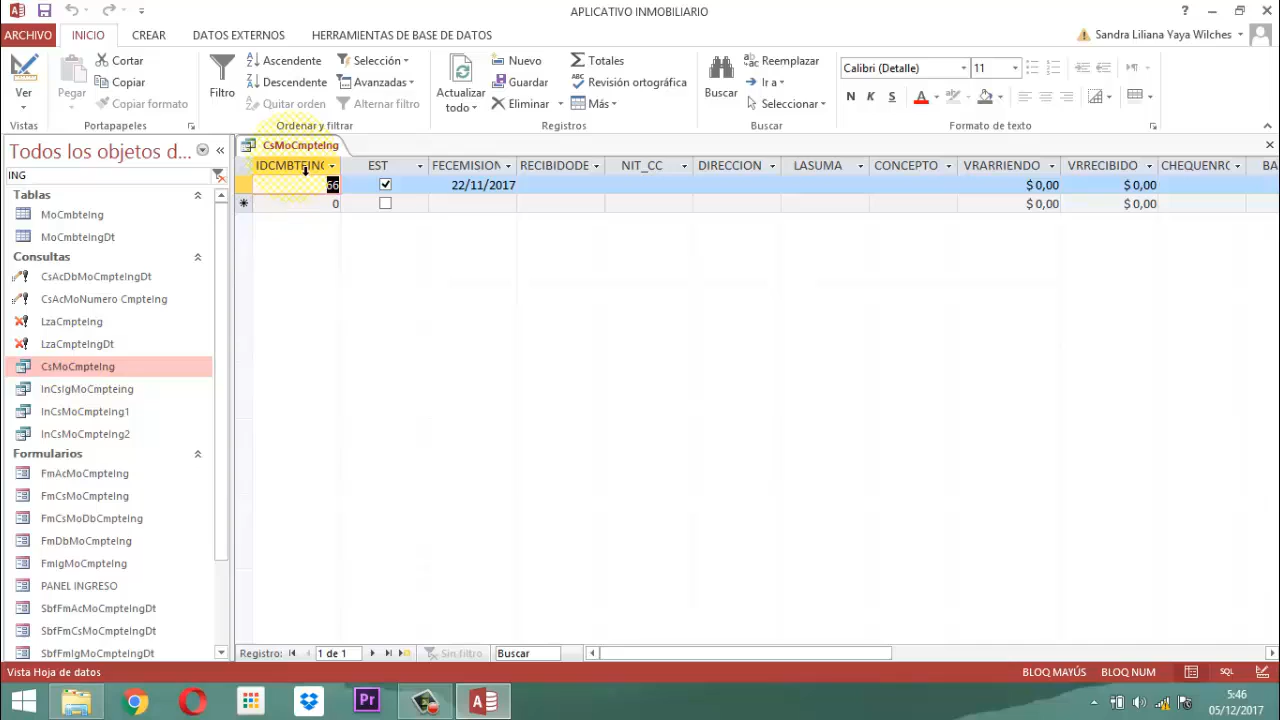 APLICATIVO INMOBILIARIO
?
ARCHIVO
INICIO
CREAR
DATOS EXTERNOS
HERRAMIENTAS DE BASE DE DATOS
Sandra Liliana Yaya Wilches
Ver
Vistas
Pegar
Cortar
Copiar
Copiar formato
Portapapeles
Filtro
Ascendente
Descendente
Quitar orden
Selección
Avanzadas
Alternar filtro
Ordenar y filtrar
Actualizar
todo
Nuevo
Guardar
Eliminar
Totales
Revisión ortográfica
Más
Registros
Buscar
Reemplazar
Ir a
Seleccionar
Buscar
Calibri (Detalle)
11
N K S
Formato de texto
Todos los objetos d...
ING
Tablas
MoCmbteIng
MoCmbteIngDt
Consultas
CsAcDbMoCmpteIngDt
CsAcMoNumero CmpteIng
LzaCmpteIng
LzaCmpteIngDt
CsMoCmpteIng
InCsIgMoCmpteIng
InCsMoCmpteIng1
InCsMoCmpteIng2
Formularios
FmAcMoCmpteIng
FmCsMoCmpteIng
FmCsMoDbCmpteIng
FmDbMoCmpteIng
FmIgMoCmpteIng
PANEL INGRESO
SbfFmAcMoCmpteIngDt
SbfFmCsMoCmpteIngDt
SbfFmIgMoCmpteIngDt
CsMoCmpteIng
IDCMBTEING EST FECEMISION RECIBIDODE NIT_CC DIRECCION LASUMA CONCEPTO VRARRIENDO VRRECIBIDO CHEQUENRO BA
66 22/11/2017 $ 0,00 $ 0,00
0 $ 0,00 $ 0,00
Registro: 1 de 1 Sin filtro Buscar
Vista Hoja de datos
BLOQ MAYÚS
BLOQ NUM
SQL
Pr
5:46
05/12/2017